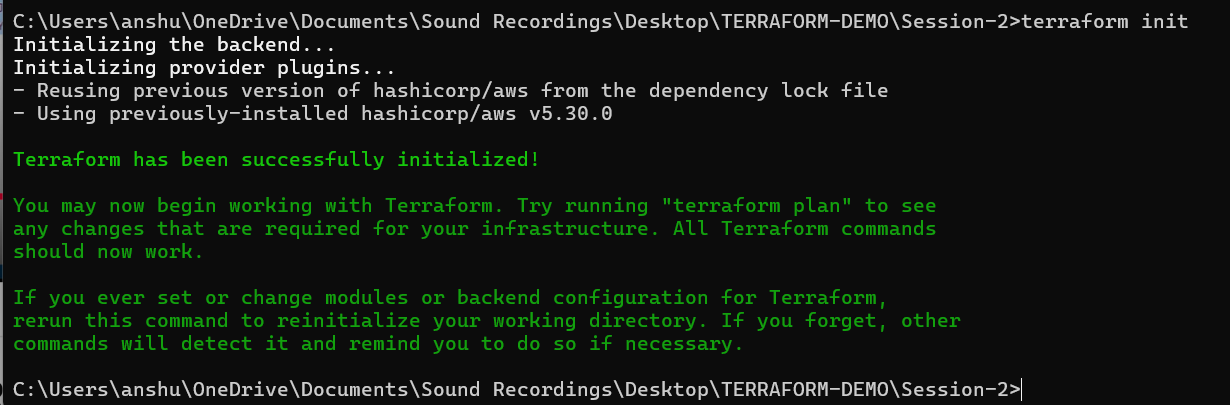 C:\Users\anshu\OneDrive\Documents\Sound Recordings\Desktop\TERRAFORM-DEMO\Session-2>terraform init
Initializing the backend...
Initializing provider plugins...
- Reusing previous version of hashicorp/aws from the dependency lock file
- Using previously-installed hashicorp/aws v5.30.0
Terraform has been successfully initialized!
You may now begin working with Terraform. Try running "terraform plan" to see
any changes that are required for your infrastructure. All Terraform commands
should now work.
If you ever set or change modules or backend configuration for Terraform,
rerun this command to reinitialize your working directory. If you forget, other
commands will detect it and remind you to do so if necessary.
C:\Users\anshu\OneDrive\Documents\Sound Recordings\Desktop\TERRAFORM-DEMO\Session-2>